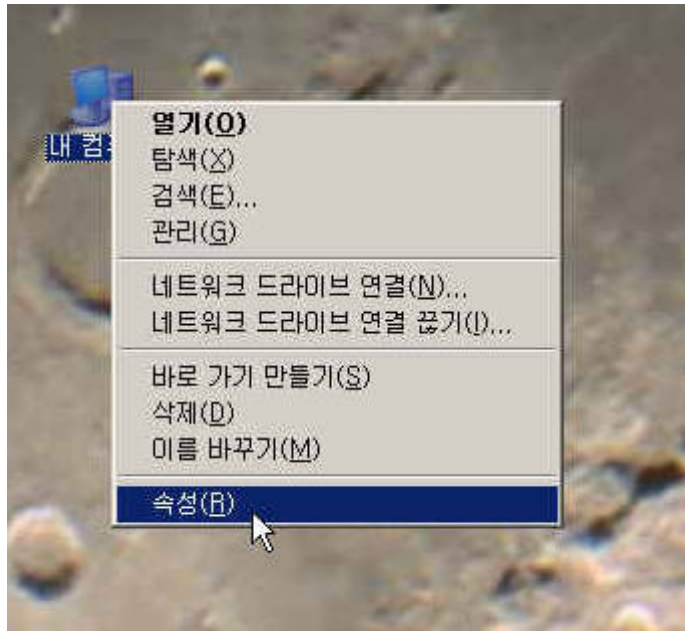 내 컴
열기(O)
탐색(X)
검색(E)...
관리(G)
네트워크 드라이브 연결(N)...
네트워크 드라이브 연결 끊기(I)...
바로 가기 만들기(S)
삭제(D)
이름 바꾸기(M)
속성(R)